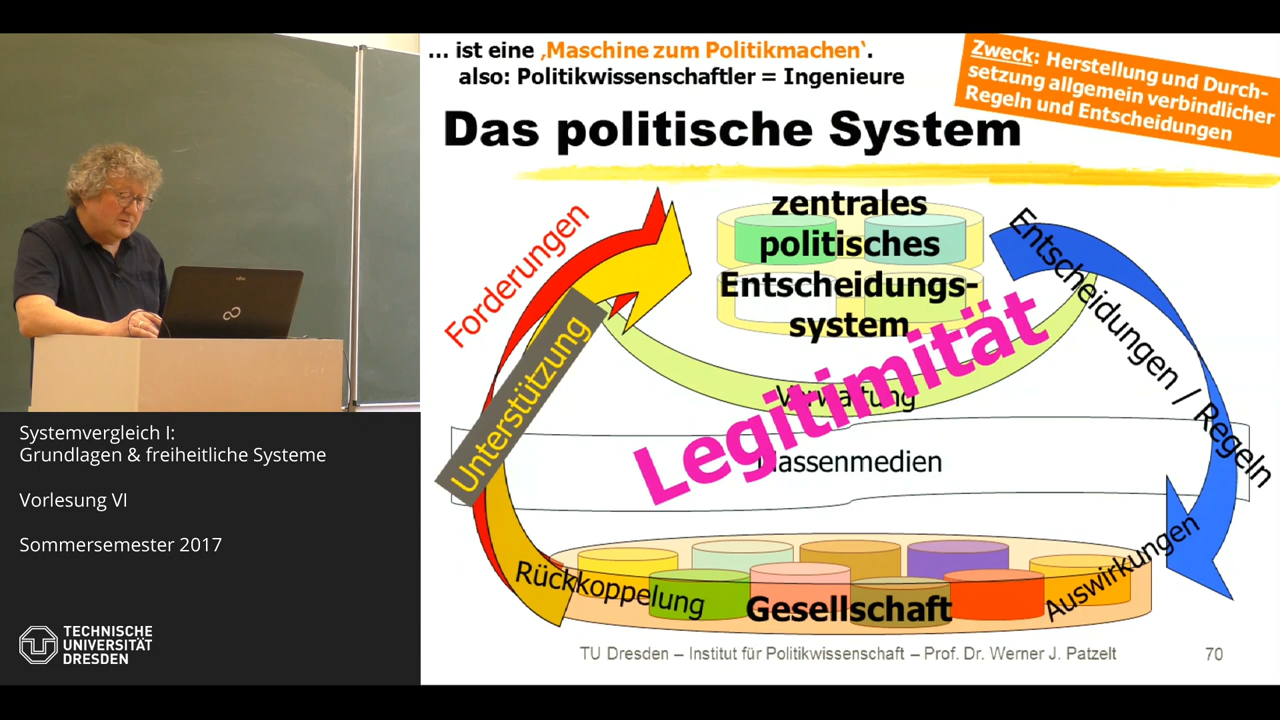 … ist eine ‚Maschine zum Politikmachen‘.
also: Politikwissenschaftler = Ingenieure
Zweck: Herstellung und Durch-
setzung allgemein verbindlicher
Regeln und Entscheidungen
Das politische System
zentrales
politisches
Entscheidungs-
system
Forderungen
Unterstützung
Entscheidungen / Regeln
Legitimität
Verwaltung
Massenmedien
Rückkoppelung
Gesellschaft
Auswirkungen
TU Dresden – Institut für Politikwissenschaft – Prof. Dr. Werner J. Patzelt
70
Systemvergleich I:
Grundlagen & freiheitliche Systeme
Vorlesung VI
Sommersemester 2017
TECHNISCHE
UNIVERSITÄT
DRESDEN
FUJITSU